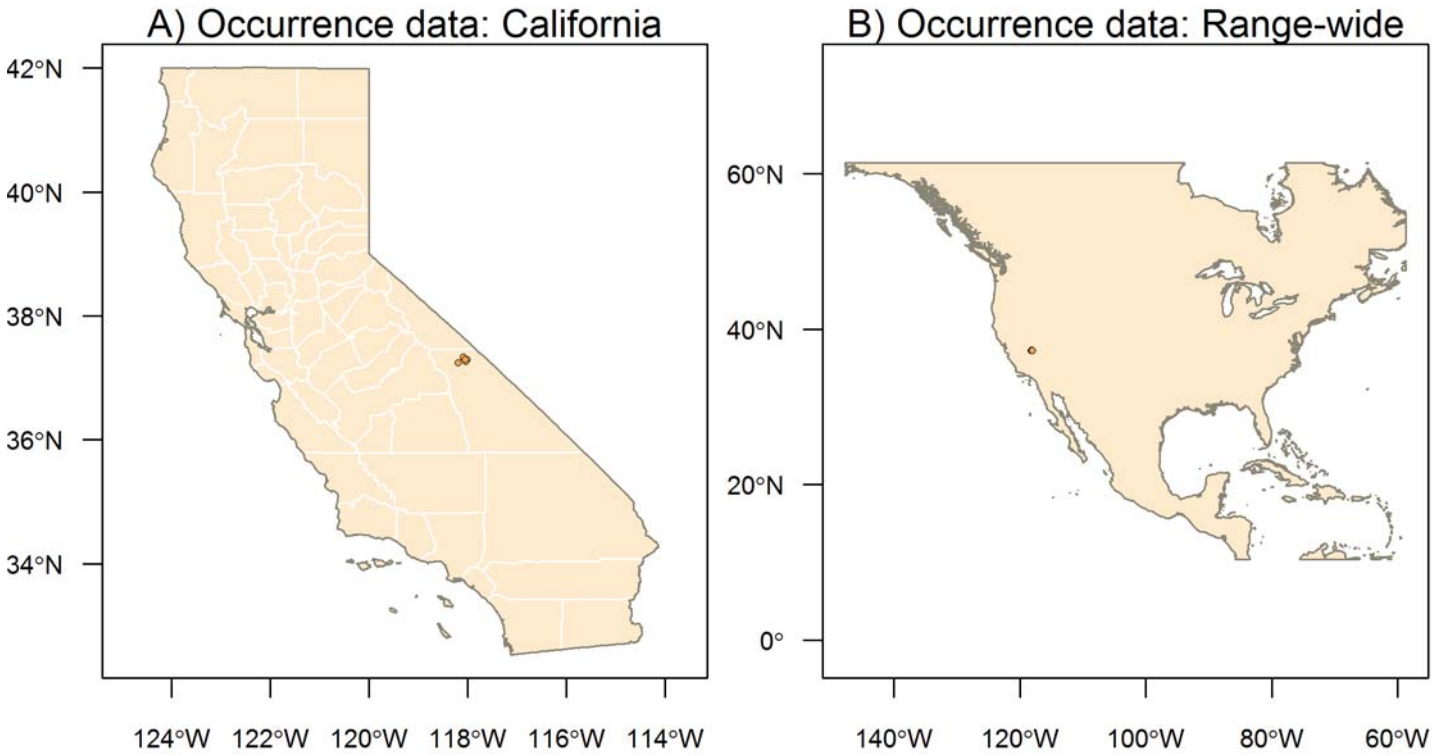 A) Occurrence data: California
42°N
40°N
38°N
36°N
34°N
124°W 122°W 120°W 118°W 116°W 114°W
B) Occurrence data: Range-wide
60°N
40°N
20°N
0°
140°W 120°W 100°W 80°W 60°W